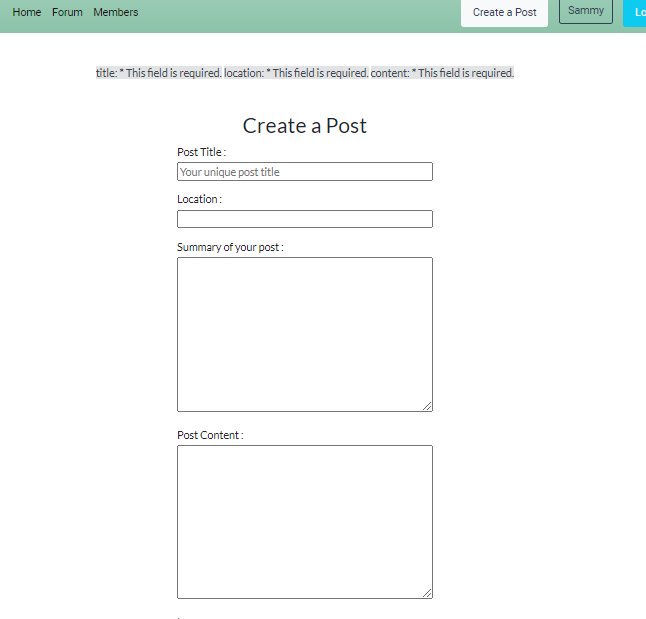 Home Forum Members Create a Post Sammy
title: * This field is required. location: * This field is required. content: * This field is required.
Create a Post
Post Title :
Your unique post title
Location :
Summary of your post :
Post Content :